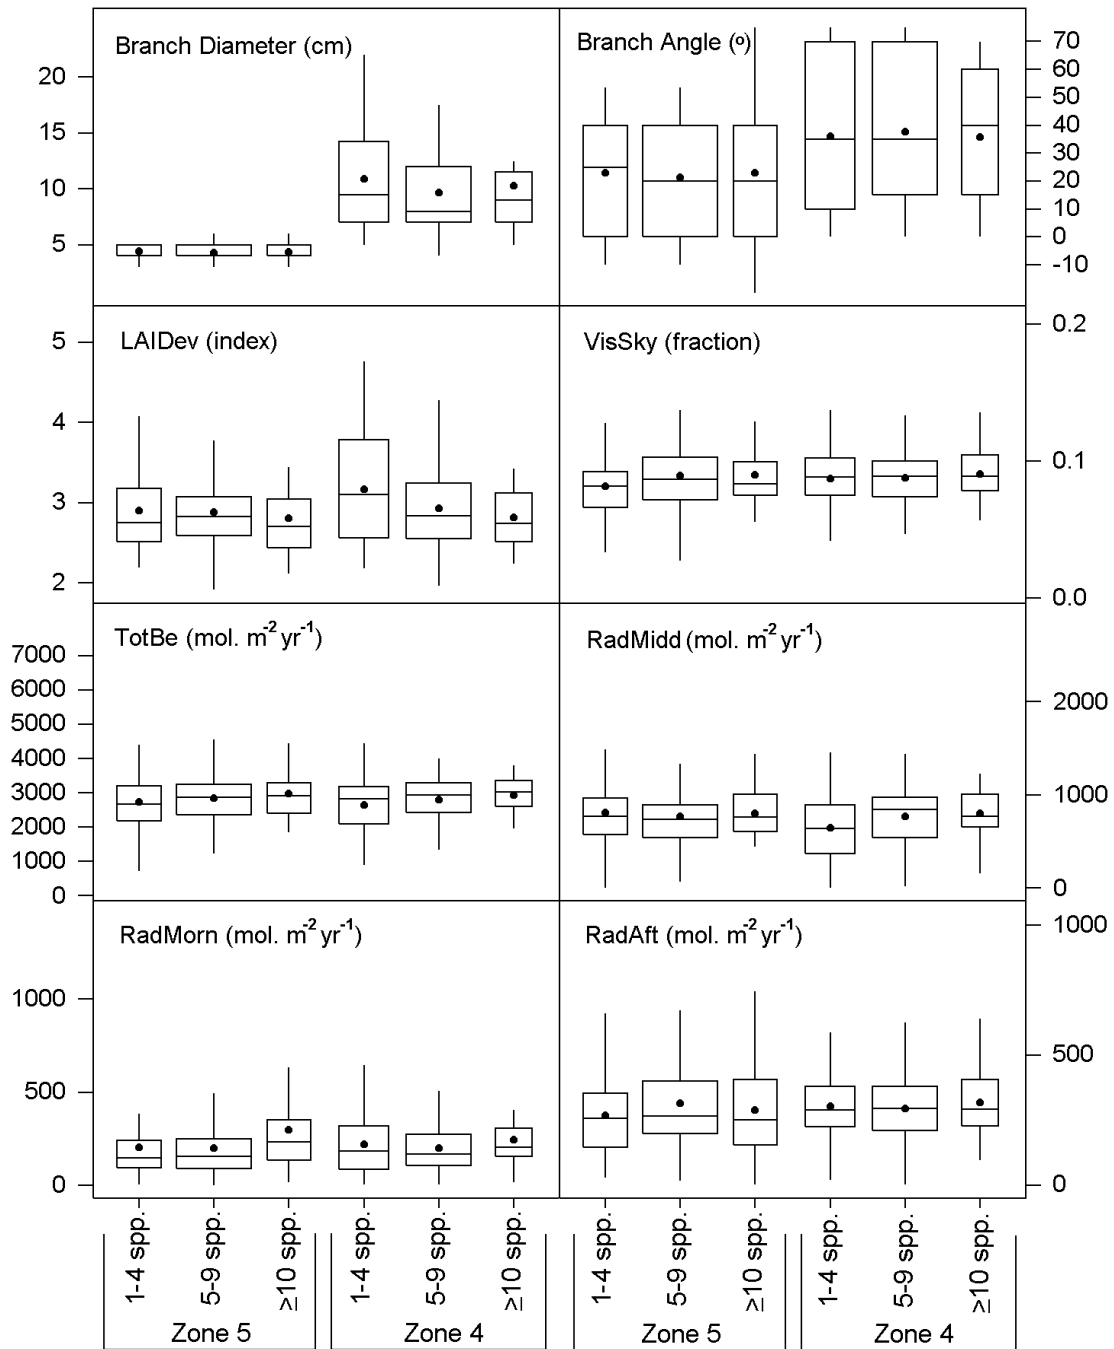 Branch Diameter (cm)
20
15
10
5
Branch Angle (º)
70
60
50
40
30
20
10
0
-10
LAIDev (index)
5
4
3
2
VisSky (fraction)
0.2
0.1
0.0
TotBe (mol. m⁻² yr⁻¹)
7000
6000
5000
4000
3000
2000
1000
0
RadMidd (mol. m⁻² yr⁻¹)
2000
1000
0
RadMorn (mol. m⁻² yr⁻¹)
1000
500
0
RadAft (mol. m⁻² yr⁻¹)
1000
500
0
1-4 spp.
5-9 spp.
≥10 spp.
1-4 spp.
5-9 spp.
≥10 spp.
1-4 spp.
5-9 spp.
≥10 spp.
1-4 spp.
5-9 spp.
≥10 spp.
Zone 5
Zone 4
Zone 5
Zone 4